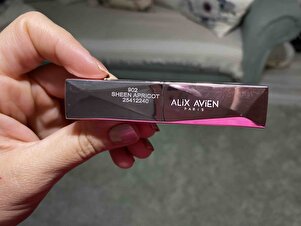 902
SHEEN APRICOT
25412240
ALiX AViEN
PARIS